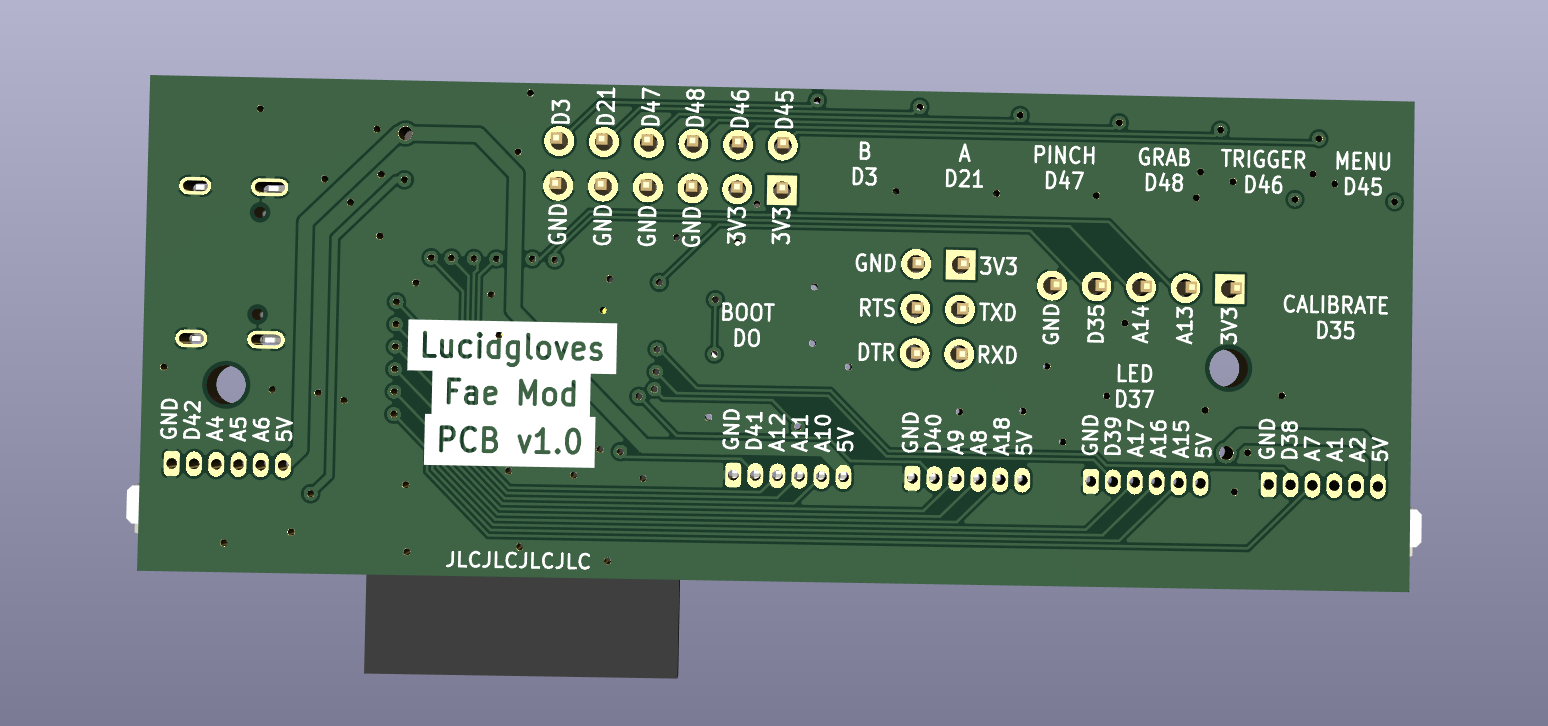 D3 D21 D47 D48 D46 D45
GND GND GND GND 3V3 3V3
B
D3
A
D21
PINCH
D47
GRAB
D48
TRIGGER
D46
MENU
D45
GND 3V3
RTS TXD
DTR RXD
BOOT
DO
GND D35 A14 A13 3V3
CALIBRATE
D35
LED
D37
Lucidgloves
Fae Mod
PCB v1.0
GND D42 A4 A5 A6 5V
GND D41 A12 A11 A10 5V
GND D40 A9 A8 A18 5V
GND D39 A17 A16 A15 5V
GND D38 A7 A1 A2 5V
JLCJLCJLCJLC